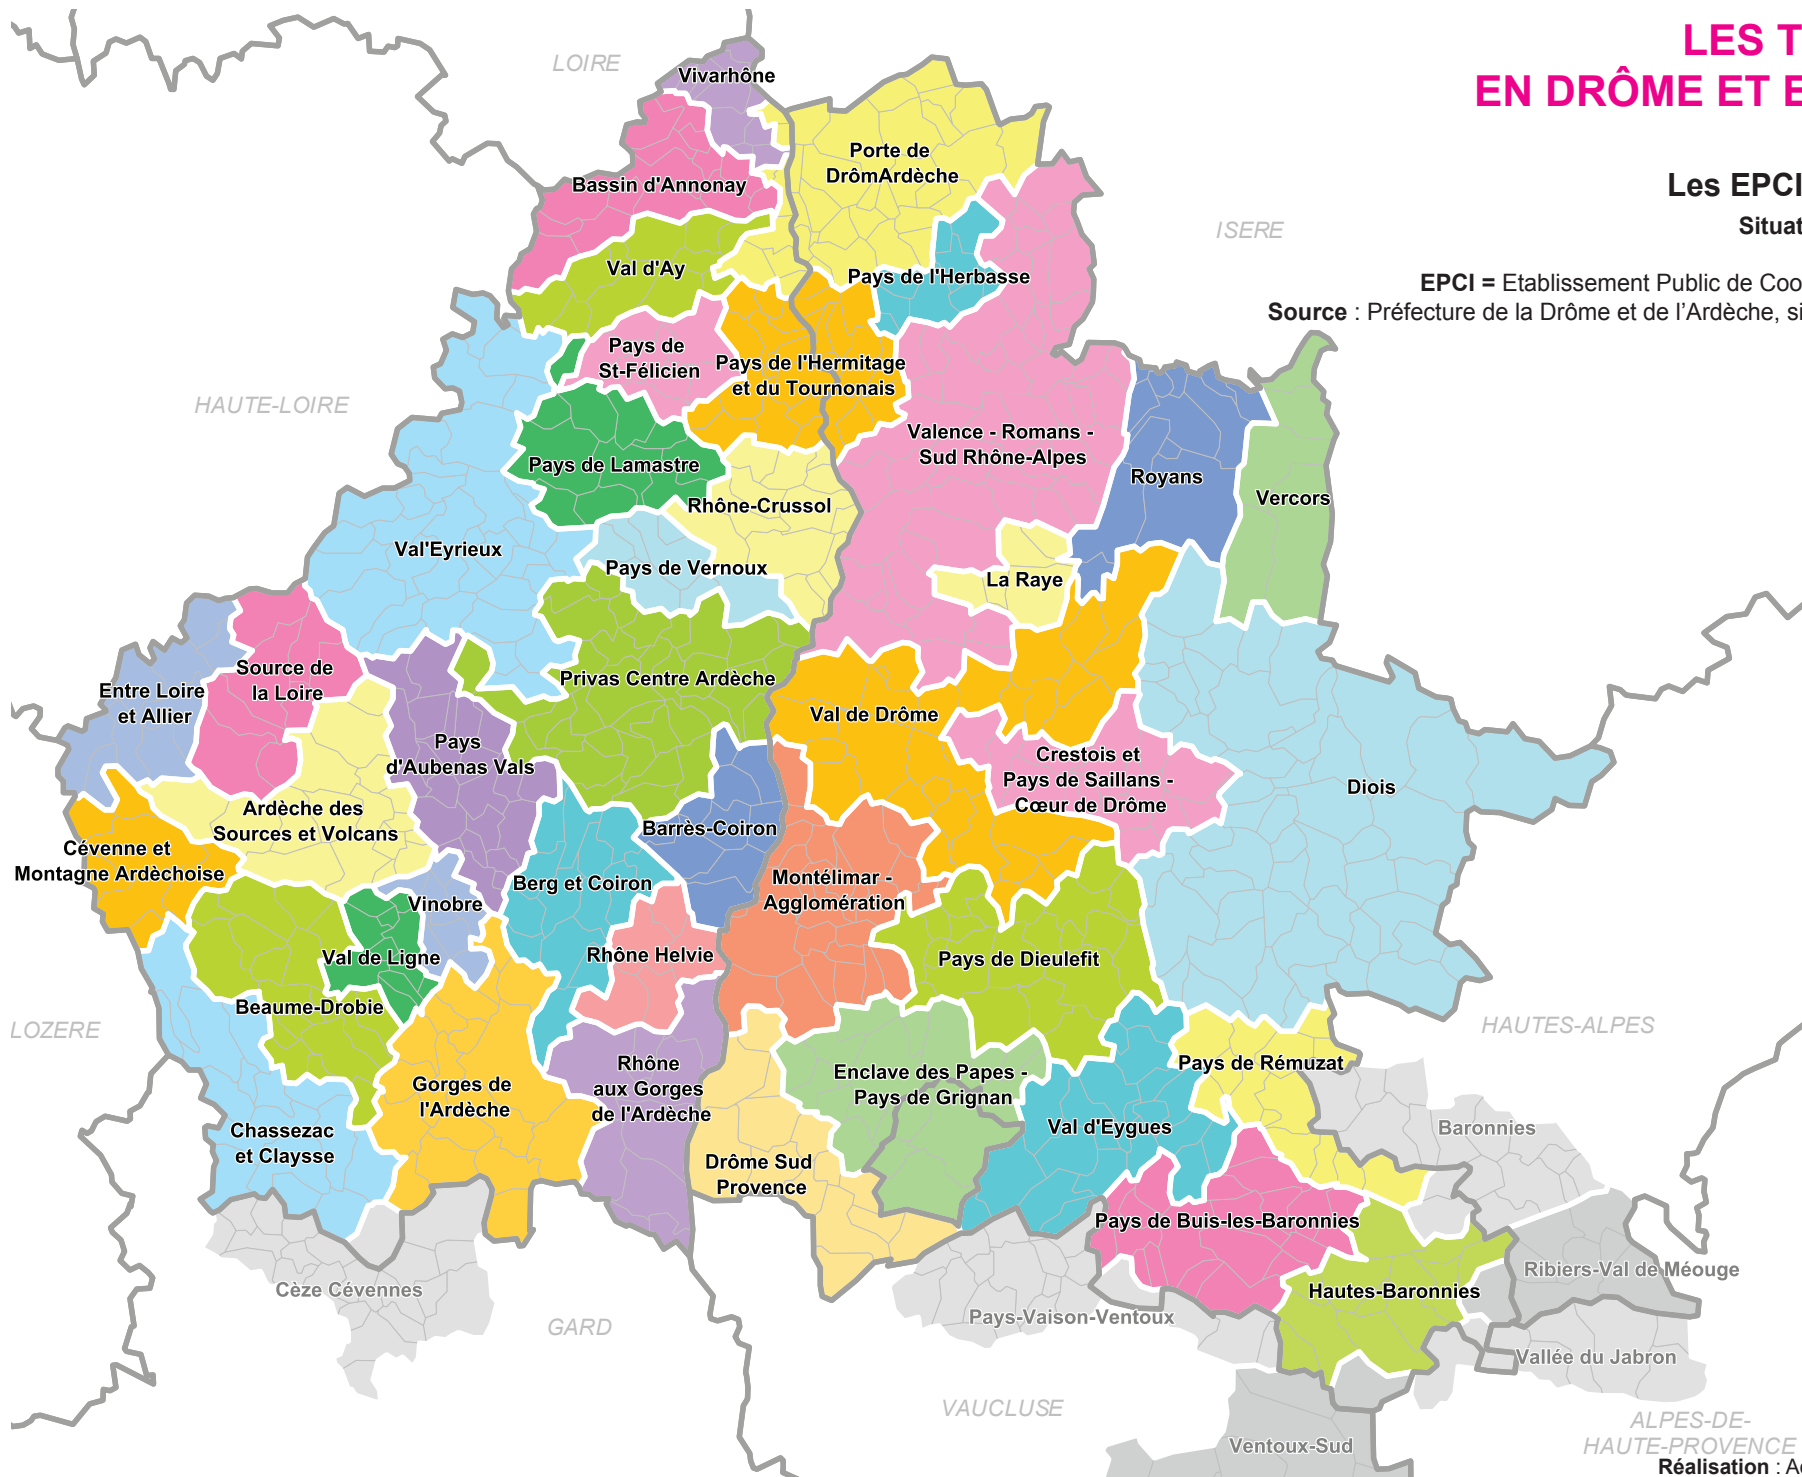 LES T
EN DRÔME ET E
Les EPCI
Situat
EPCI = Etablissement Public de Coo
Source : Préfecture de la Drôme et de l'Ardèche, si
LOIRE
Vivarhône
Porte de
DrômArdèche
Bassin d'Annonay
ISERE
Val d'Ay
Pays de l'Herbasse
Pays de
St-Félicien
Pays de l'Hermitage
et du Tournonais
HAUTE-LOIRE
Valence - Romans -
Sud Rhône-Alpes
Pays de Lamastre
Royans
Vercors
Rhône-Crussol
Val'Eyrieux
Pays de Vernoux
La Raye
Source de
la Loire
Entre Loire
et Allier
Privas Centre Ardèche
Val de Drôme
Pays
d'Aubenas Vals
Crestois et
Pays de Saillans -
Cœur de Drôme
Diois
Ardèche des
Sources et Volcans
Barrès-Coiron
Cévenne et
Montagne Ardèchoise
Berg et Coiron
Montélimar -
Agglomération
Vinobre
Val de Ligne
Rhône Helvie
Pays de Dieulefit
Beaume-Drobie
LOZERE
HAUTES-ALPES
Rhône
aux Gorges
de l'Ardèche
Enclave des Papes -
Pays de Grignan
Pays de Rémuzat
Gorges de
l'Ardèche
Chassezac
et Claysse
Val d'Eygues
Baronnies
Drôme Sud
Provence
Pays de Buis-les-Baronnies
Ribiers-Val de Méouge
Cèze Cévennes
Hautes-Baronnies
Pays-Vaison-Ventoux
GARD
Vallée du Jabron
VAUCLUSE
ALPES-DE-
HAUTE-PROVENCE
Ventoux-Sud
Réalisation : A